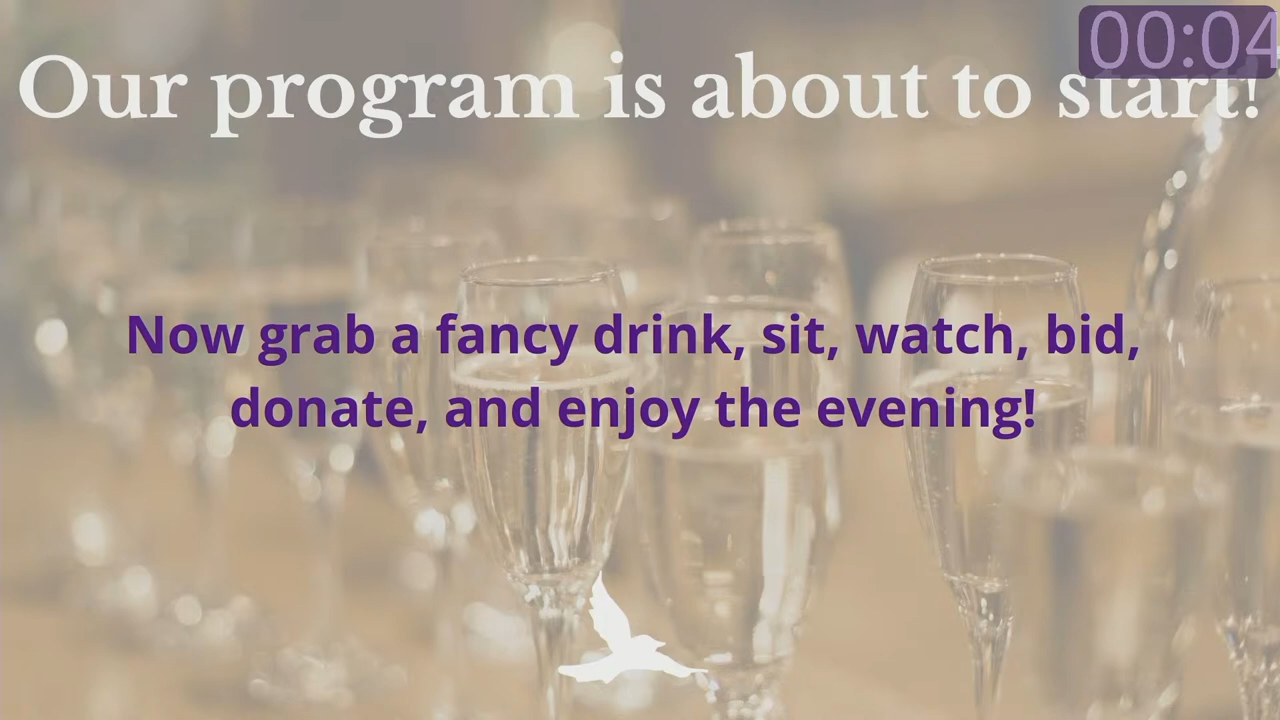 00:04
Our program is about to start!
Now grab a fancy drink, sit, watch, bid,
donate, and enjoy the evening!